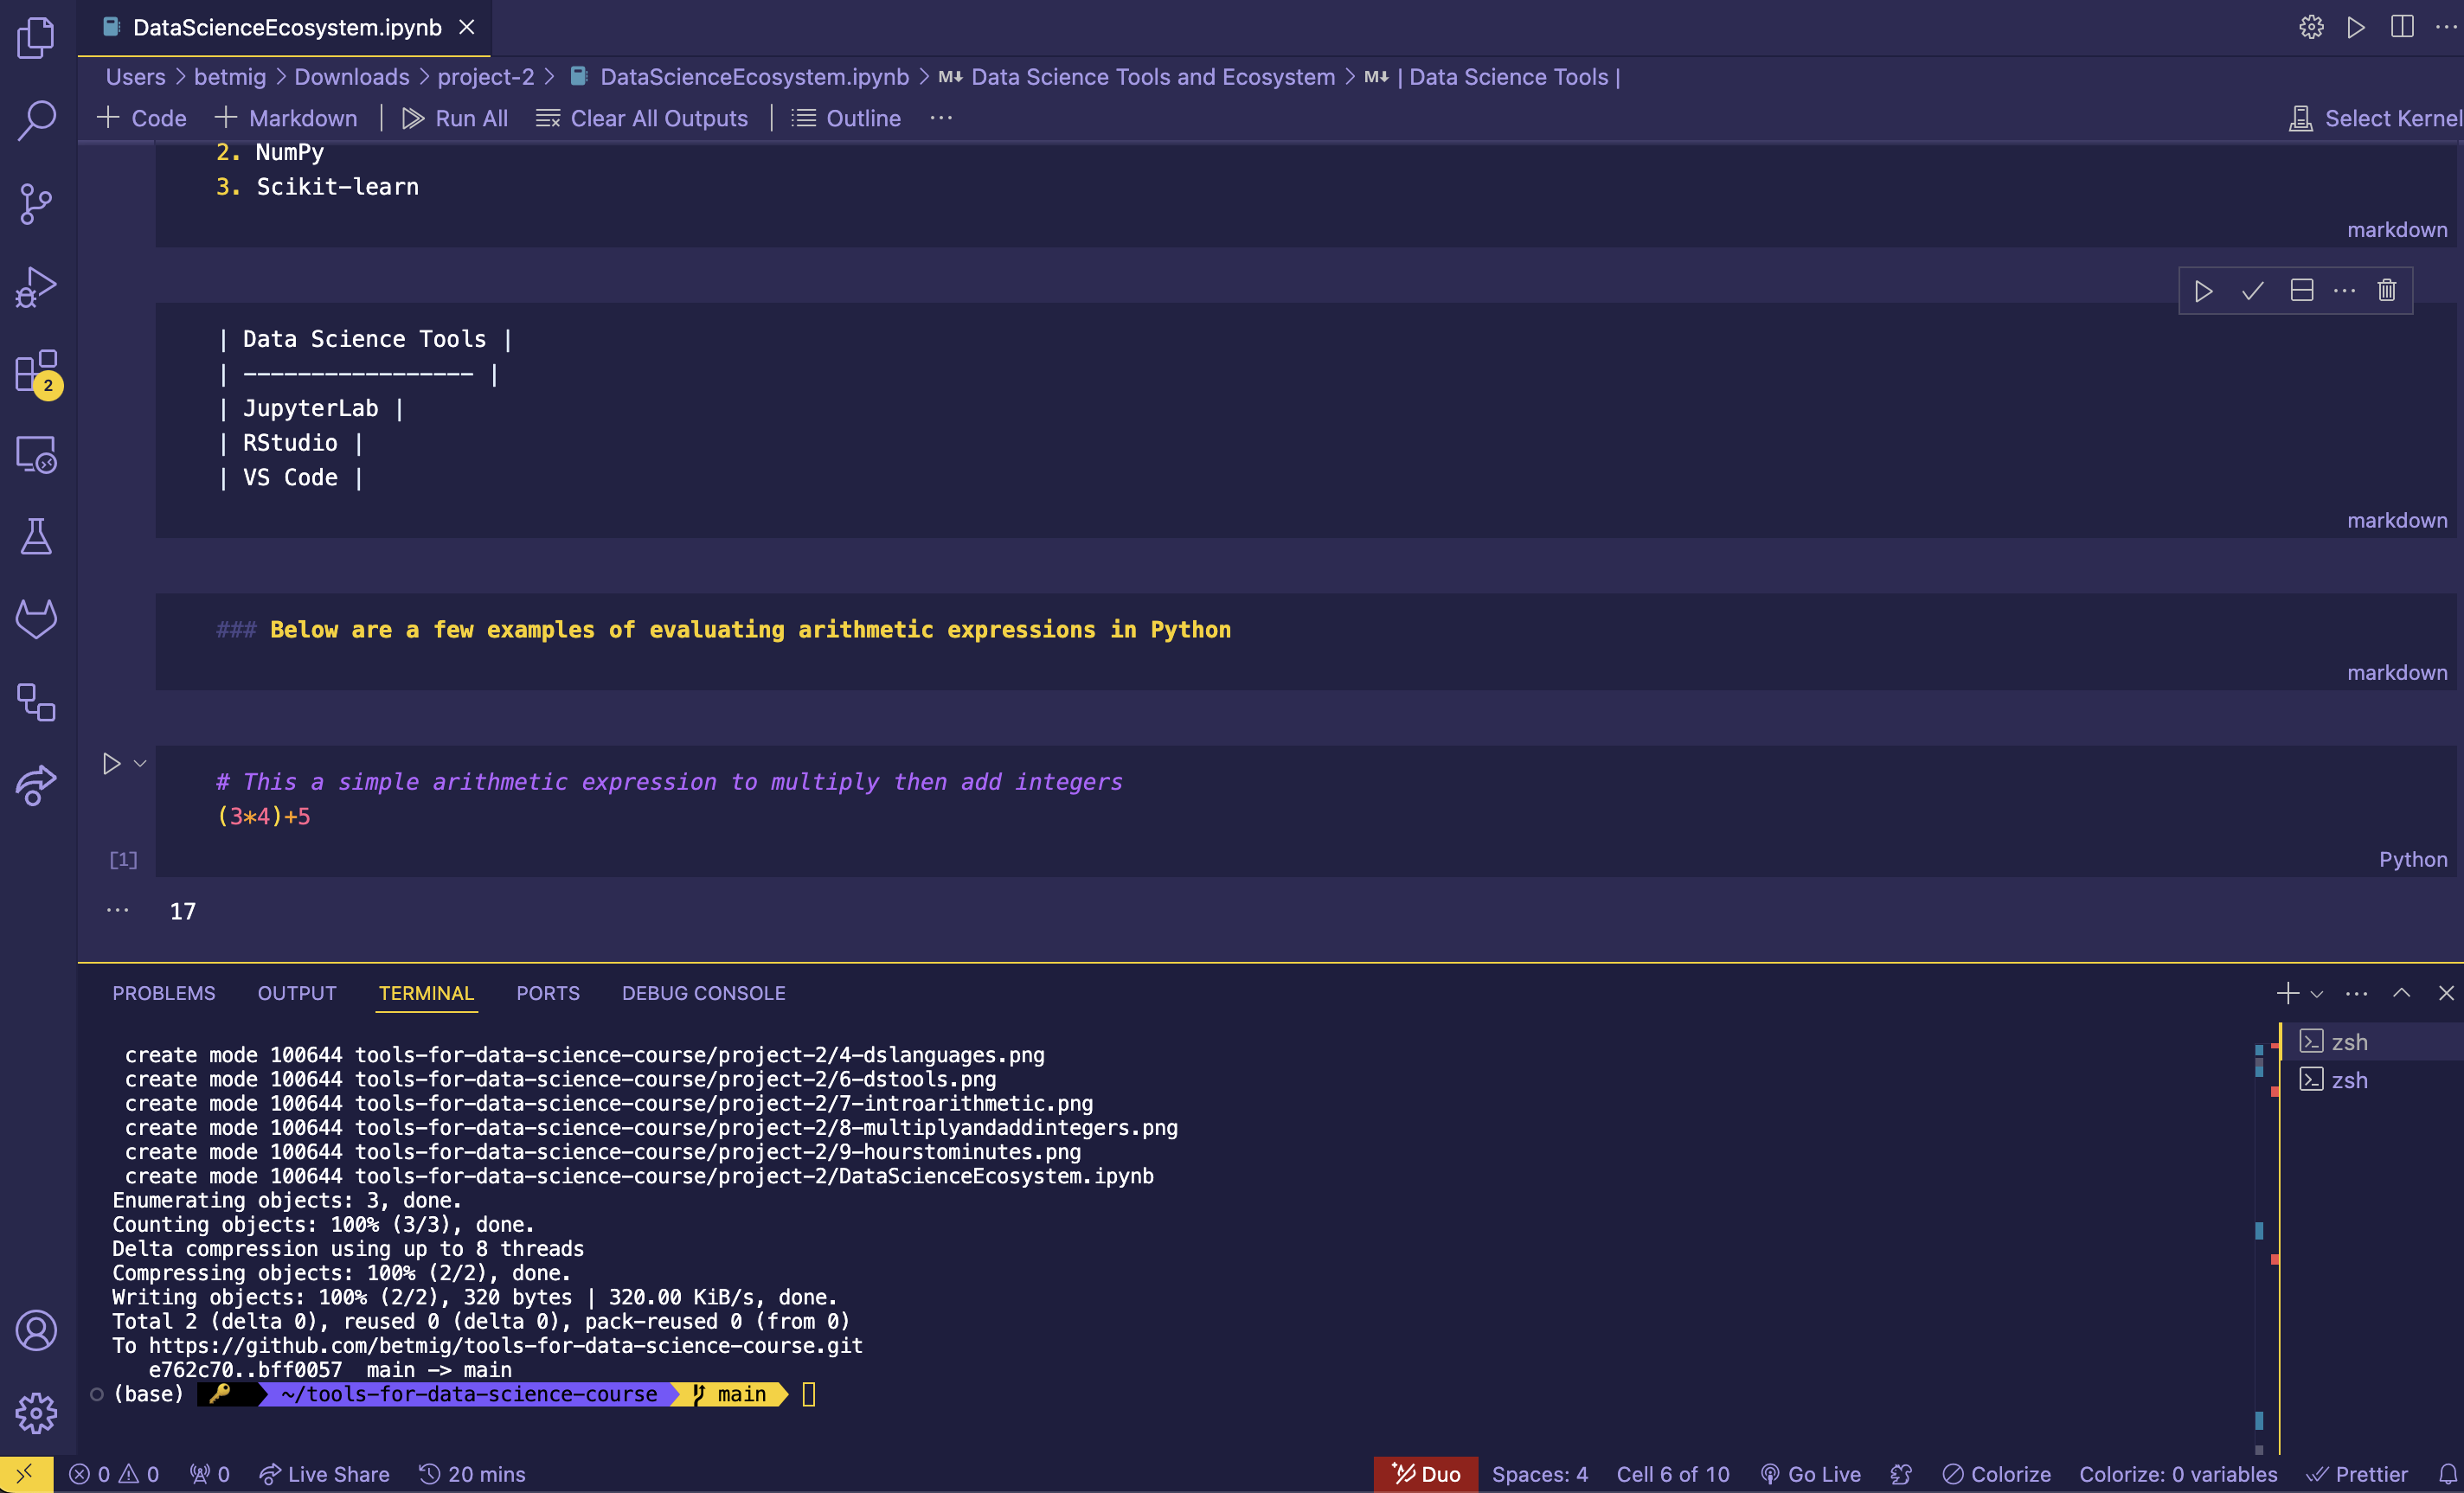 DataScienceEcosystem.ipynb
Users > betmig > Downloads > project-2 > DataScienceEcosystem.ipynb > M↓ Data Science Tools and Ecosystem > M↓ | Data Science Tools |
+ Code + Markdown | Run All Clear All Outputs | Outline ··· Select Kernel
2. NumPy
3. Scikit-learn
markdown
| Data Science Tools |
| ----------------- |
| JupyterLab |
| RStudio |
| VS Code |
markdown
### Below are a few examples of evaluating arithmetic expressions in Python
markdown
# This a simple arithmetic expression to multiply then add integers
(3*4)+5
[1]
Python
··· 17
2
PROBLEMS OUTPUT TERMINAL PORTS DEBUG CONSOLE
create mode 100644 tools-for-data-science-course/project-2/4-dslanguages.png
create mode 100644 tools-for-data-science-course/project-2/6-dstools.png
create mode 100644 tools-for-data-science-course/project-2/7-introarithmetic.png
create mode 100644 tools-for-data-science-course/project-2/8-multiplyandaddintegers.png
create mode 100644 tools-for-data-science-course/project-2/9-hourstominutes.png
create mode 100644 tools-for-data-science-course/project-2/DataScienceEcosystem.ipynb
Enumerating objects: 3, done.
Counting objects: 100% (3/3), done.
Delta compression using up to 8 threads
Compressing objects: 100% (2/2), done.
Writing objects: 100% (2/2), 320 bytes | 320.00 KiB/s, done.
Total 2 (delta 0), reused 0 (delta 0), pack-reused 0 (from 0)
To https://github.com/betmig/tools-for-data-science-course.git
e762c70..bff0057 main -> main
(base) 🔑 ~/tools-for-data-science-course main
zsh
zsh
0 0 0 Live Share 20 mins Duo Spaces: 4 Cell 6 of 10 Go Live Colorize Colorize: 0 variables Prettier